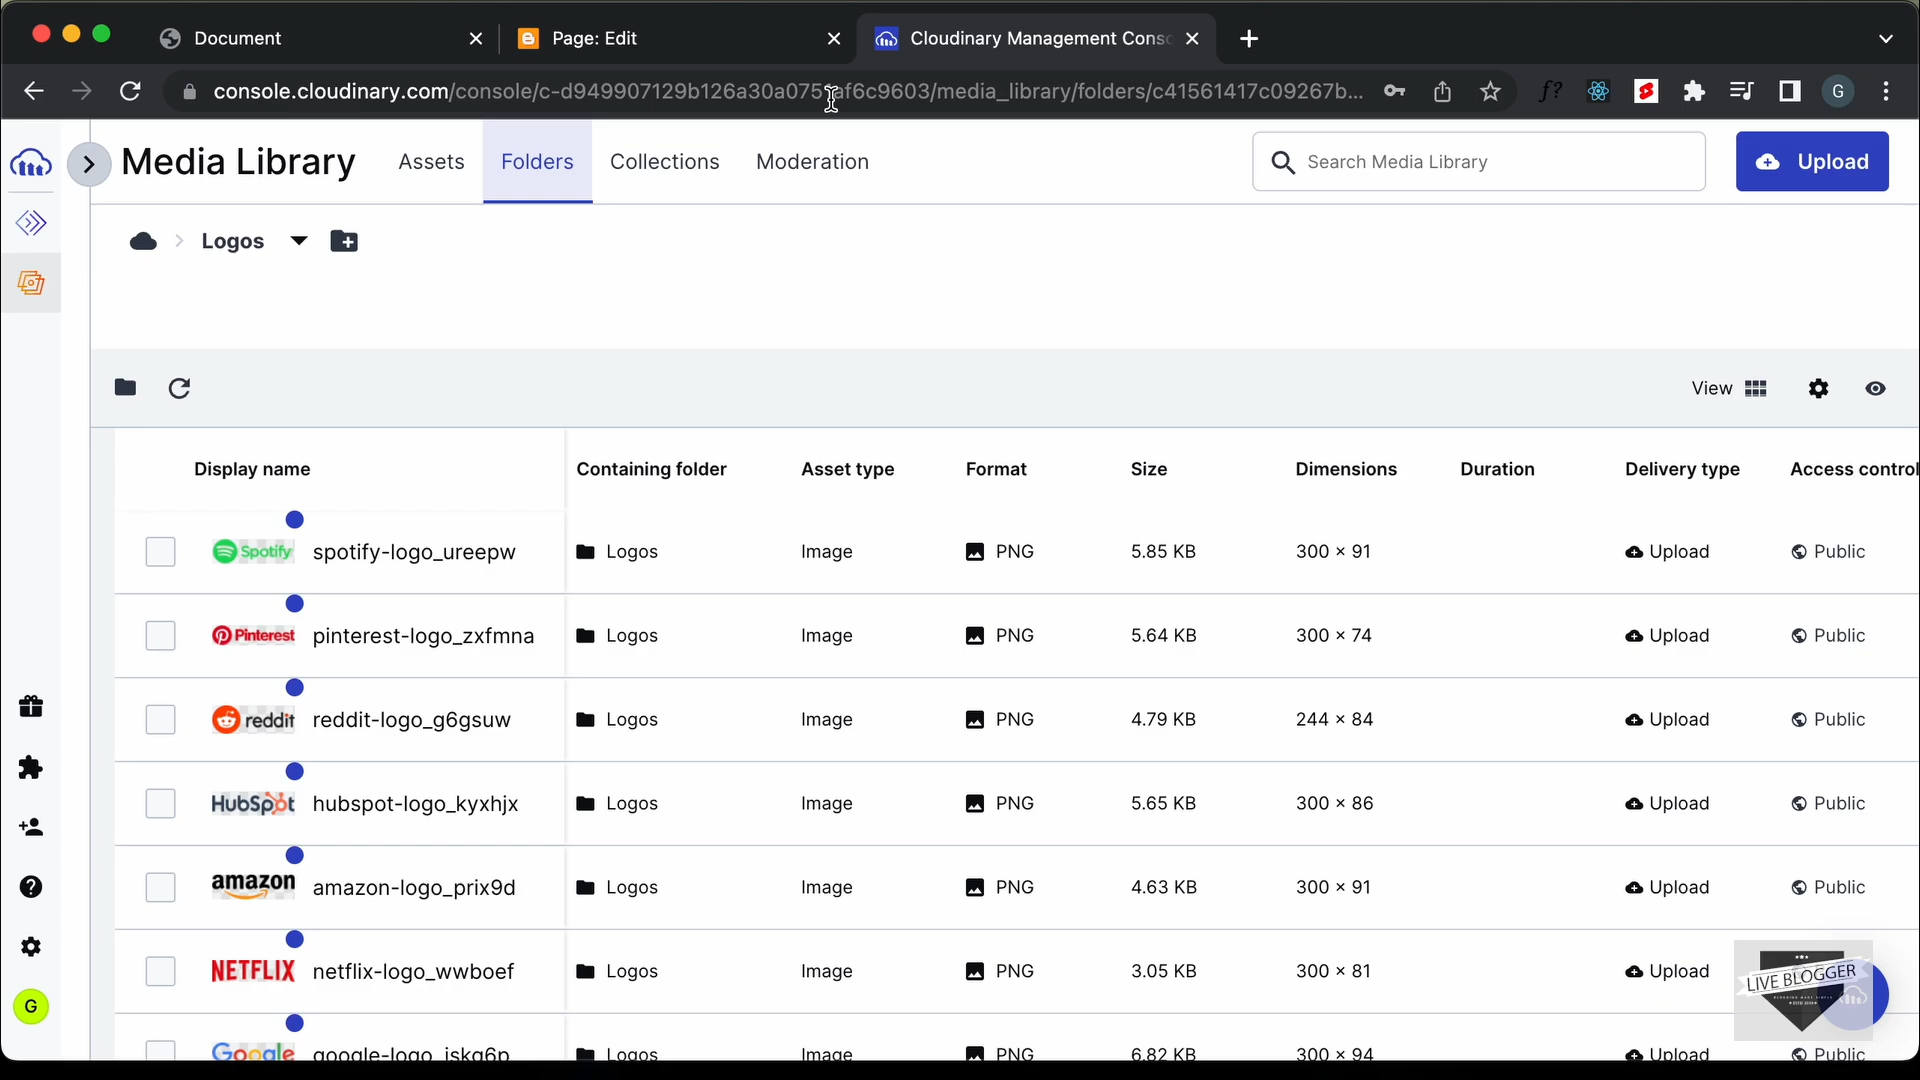 Document
Page: Edit
Cloudinary Management Conso
console.cloudinary.com/console/c-d949907129b126a30a075 af6c9603/media_library/folders/c41561417c09267b...
f?
G
Media Library
Assets
Folders
Collections
Moderation
Search Media Library
Upload
Logos
View
Display name
Containing folder
Asset type
Format
Size
Dimensions
Duration
Delivery type
Access control
Spotify spotify-logo_ureepw Logos Image PNG 5.85 KB 300 × 91 Upload Public
Pinterest pinterest-logo_zxfmna Logos Image PNG 5.64 KB 300 × 74 Upload Public
reddit reddit-logo_g6gsuw Logos Image PNG 4.79 KB 244 × 84 Upload Public
HubSpot hubspot-logo_kyxhjx Logos Image PNG 5.65 KB 300 × 86 Upload Public
amazon amazon-logo_prix9d Logos Image PNG 4.63 KB 300 × 91 Upload Public
NETFLIX netflix-logo_wwboef Logos Image PNG 3.05 KB 300 × 81 Upload Public
Google google-logo_iskg6p Logos Image PNG 6.82 KB 300 × 94 Upload Public
G
LIVE BLOGGER